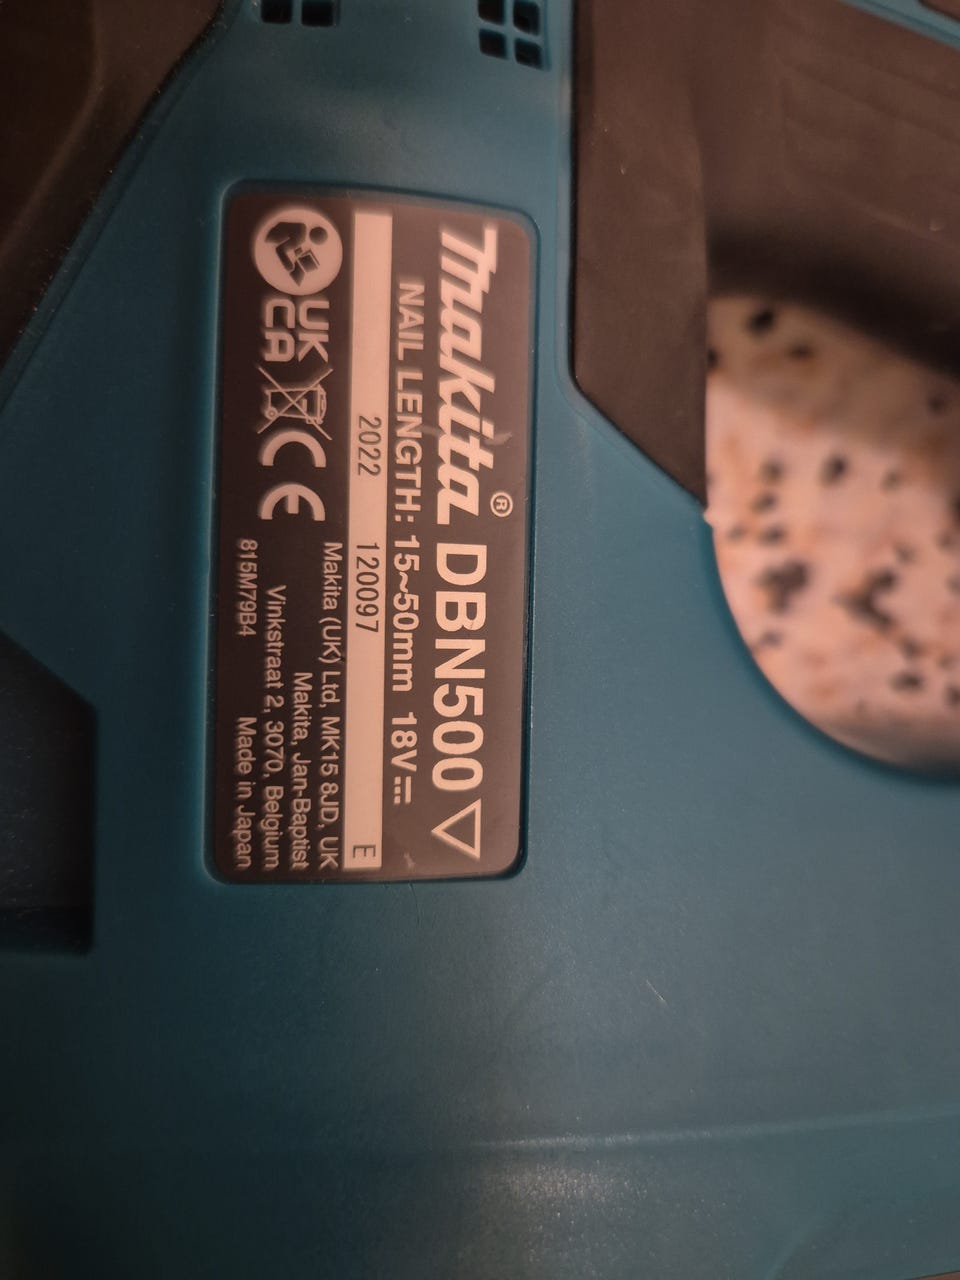 Makita® DBN500
NAIL LENGTH: 15~50mm 18V
2022 120097 E
UK
CA
CE
Makita (UK) Ltd, MK15 8JD, UK
Makita, Jan-Baptist
Vinkstraat 2, 3070, Belgium
815M79B4 Made in Japan